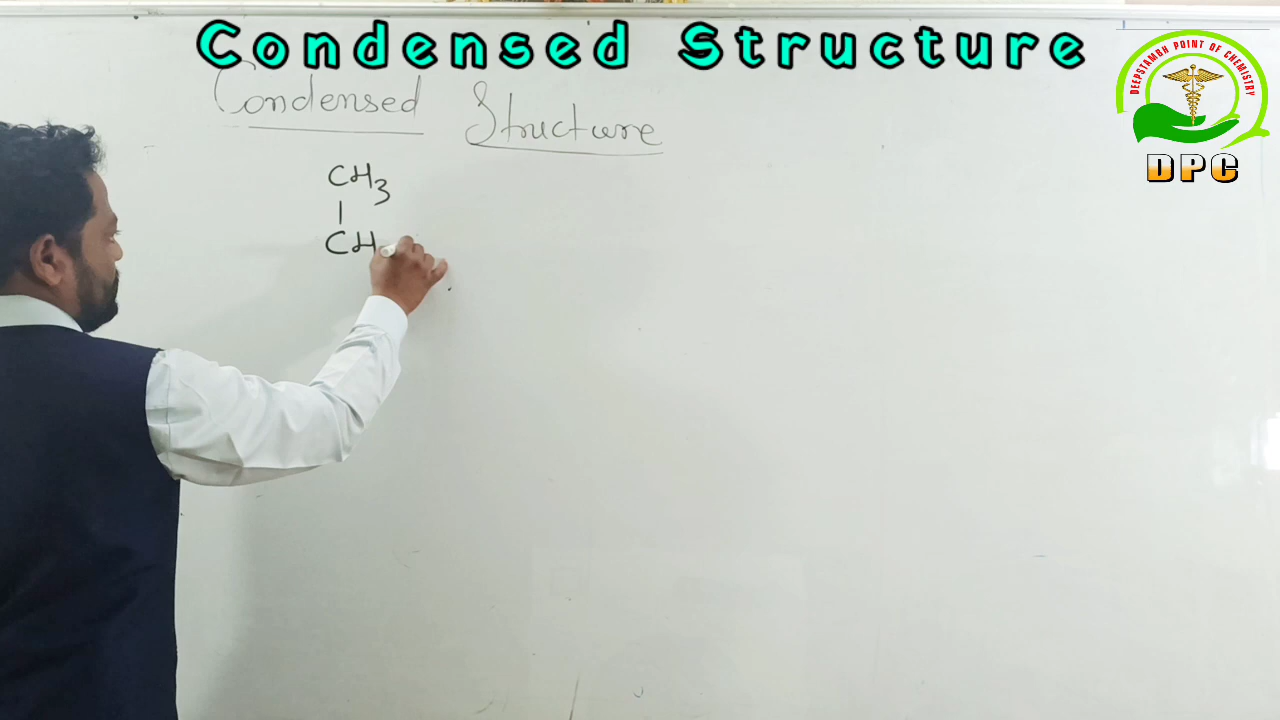 Condensed Structure
DEEPSTAMBH POINT OF CHEMISTRY
DPC
Condensed Structure
CH3
|
CH